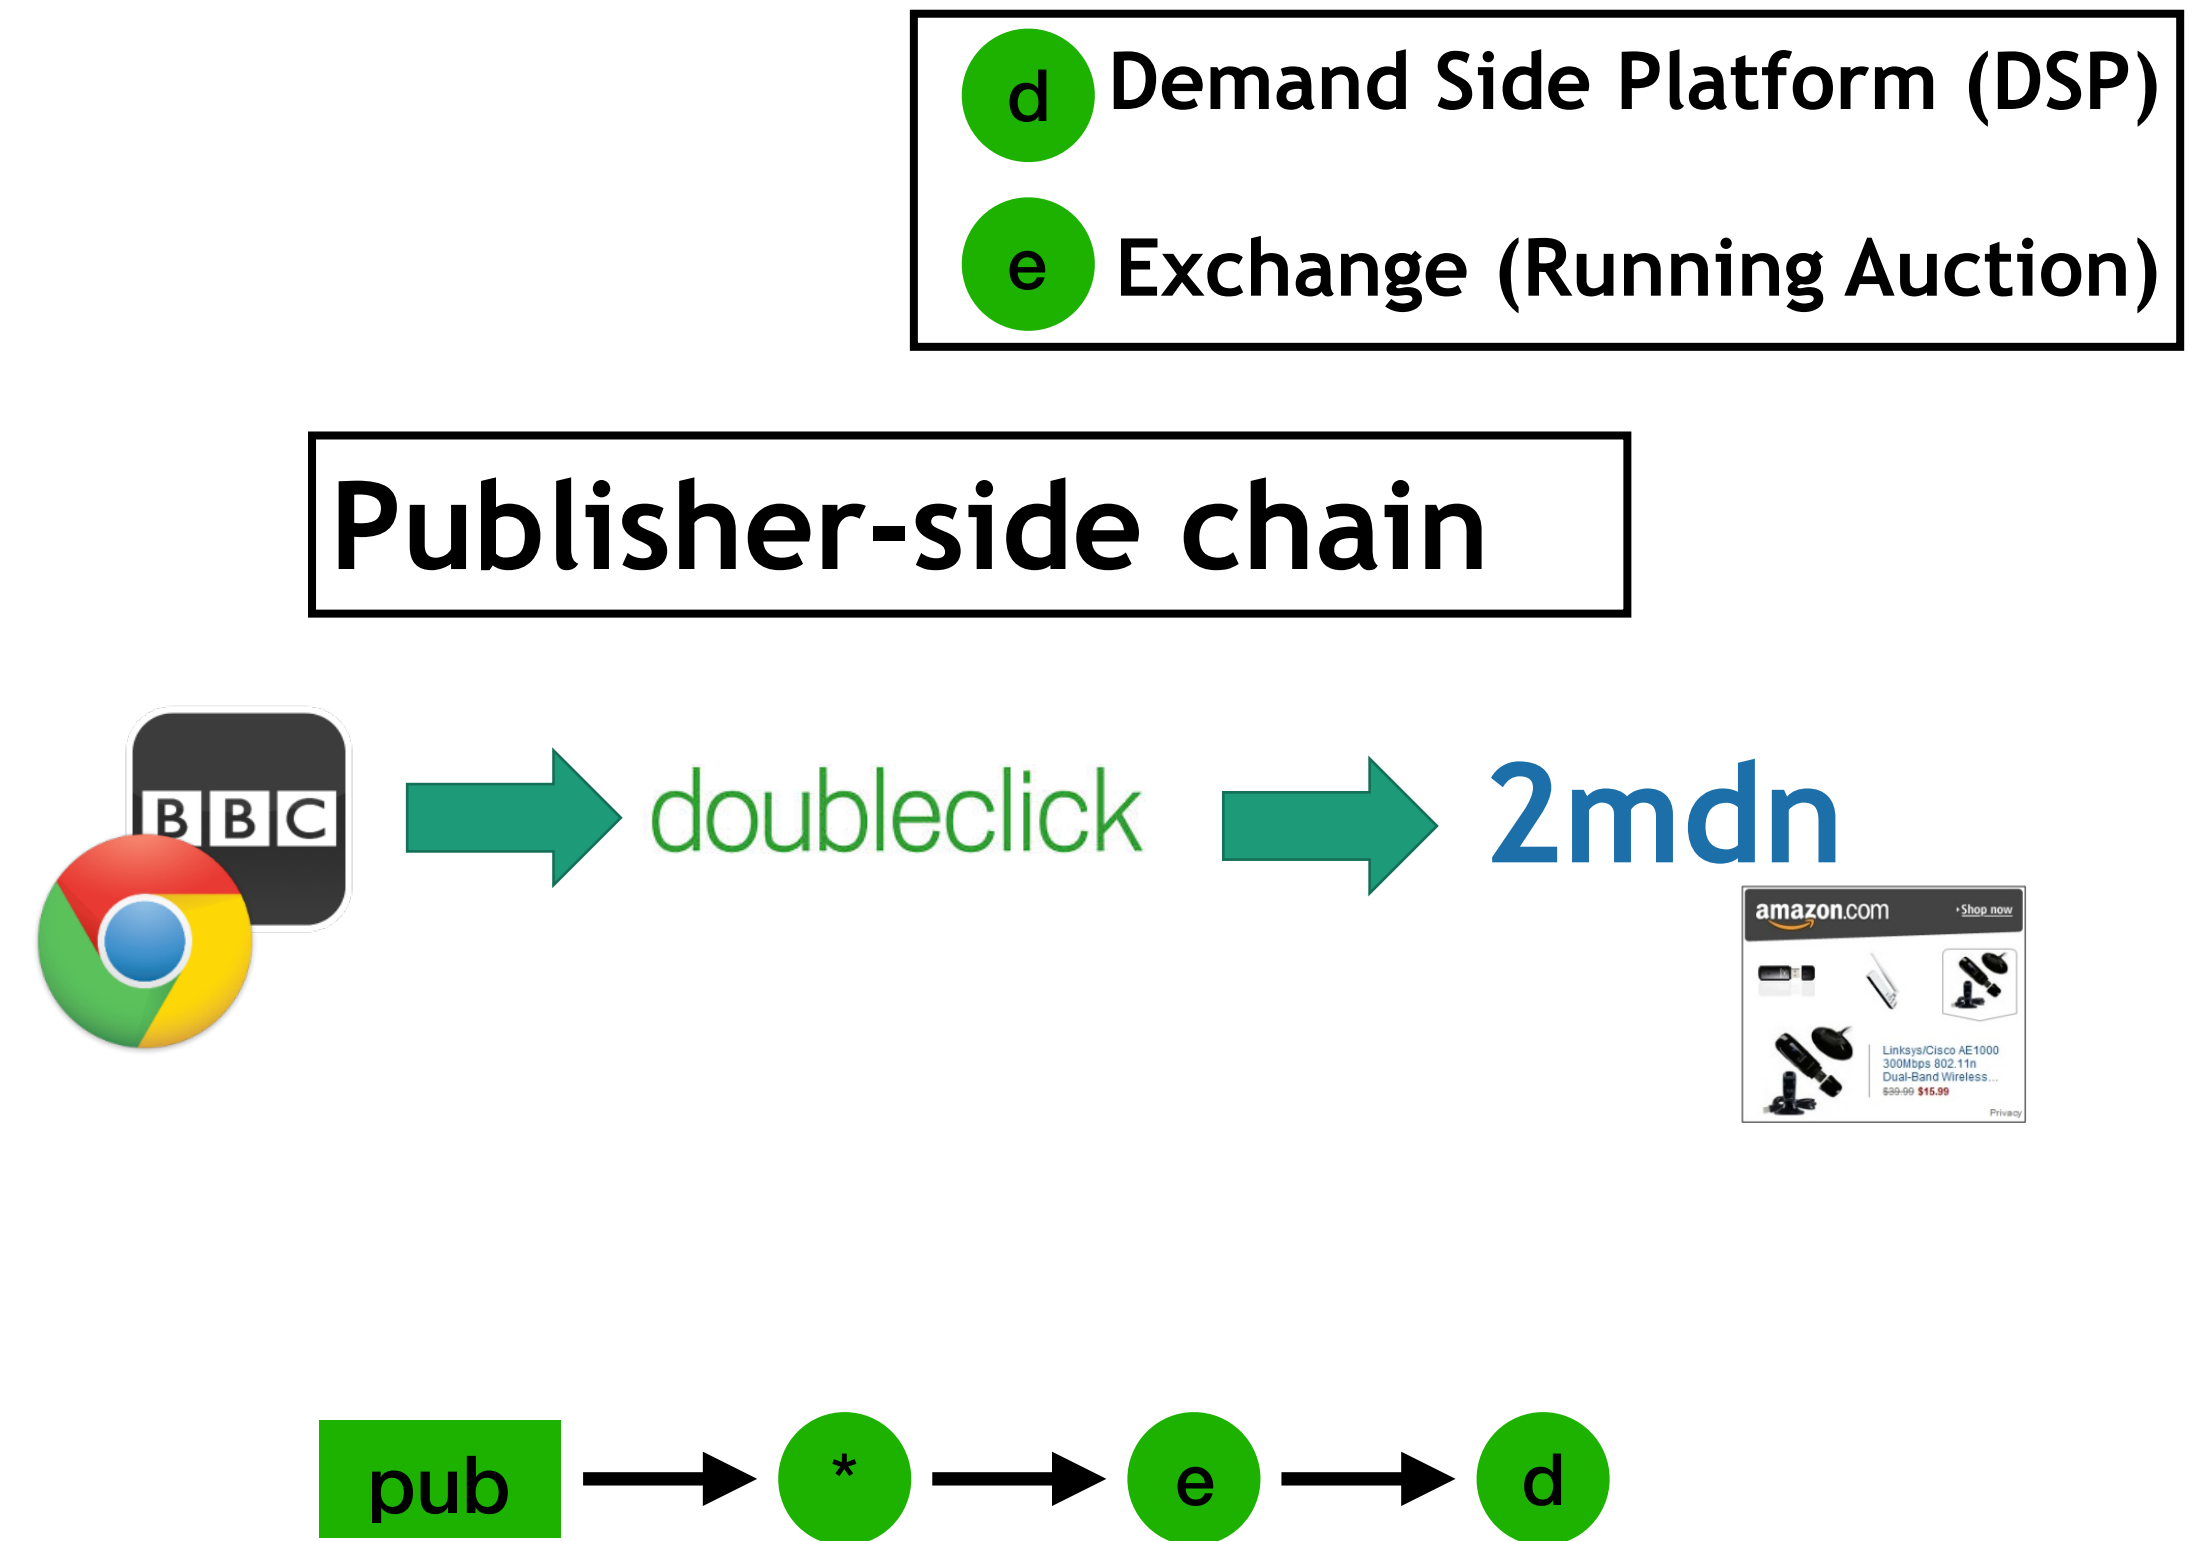 d Demand Side Platform (DSP)
e Exchange (Running Auction)
Publisher-side chain
BBC
doubleclick
2mdn
amazon.com
Shop now
Linksys/Cisco AE1000
300Mbps 802.11n
Dual-Band Wireless...
$39.99 $15.99
Privacy
pub * e d